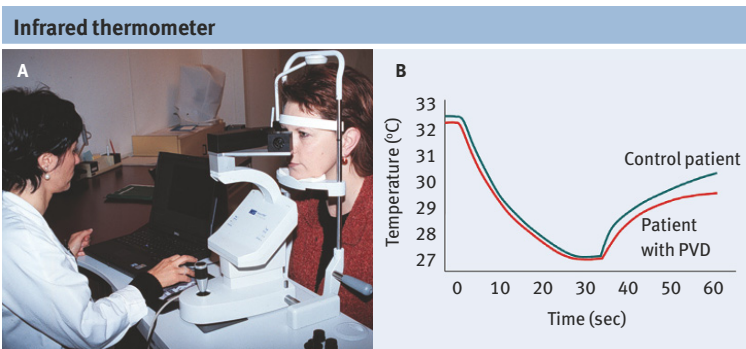 Infrared thermometer
A
B
33
32
31
30
29
28
27
Temperature (ºC)
Control patient
Patient
with PVD
0 10 20 30 40 50 60
Time (sec)